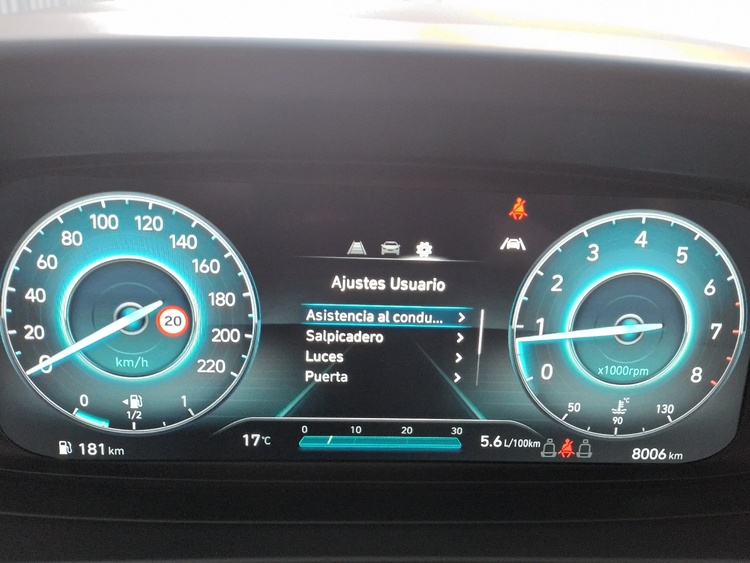 0
20
40
60
80
100
120
140
160
180
200
220
20
km/h
0
1/2
1
181 km
Ajustes Usuario
Asistencia al condu...
Salpicadero
Luces
Puerta
17°C
0 10 20 30
5.6 L/100km
0
1
2
3
4
5
6
7
8
x1000rpm
50
90
130
°C
8006 km